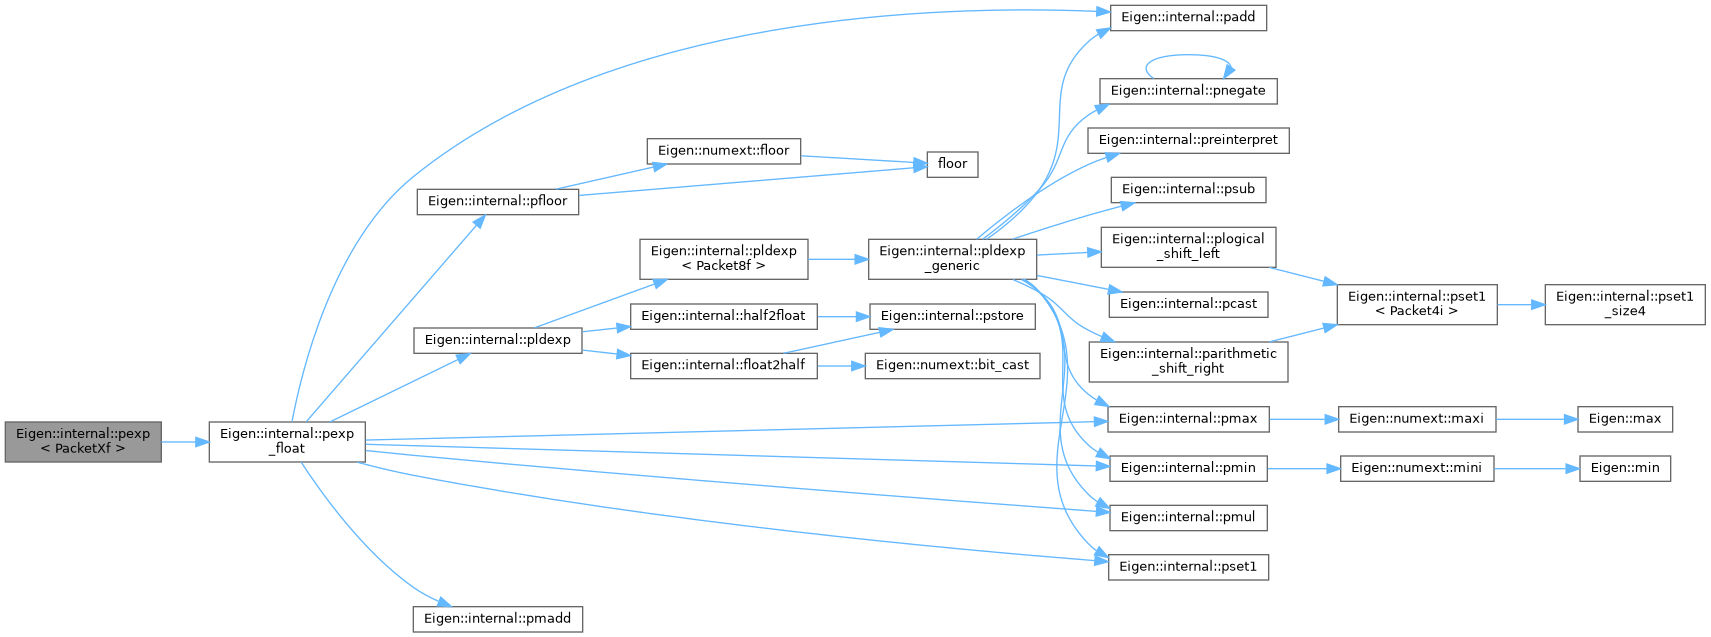 Eigen::internal::padd
Eigen::internal::pnegate
Eigen::internal::preinterpret
Eigen::numext::floor
floor
Eigen::internal::psub
Eigen::internal::pfloor
Eigen::internal::plogical
_shift_left
Eigen::internal::pldexp
< Packet8f >
Eigen::internal::pldexp
_generic
Eigen::internal::pcast
Eigen::internal::pset1
< Packet4i >
Eigen::internal::pset1
_size4
Eigen::internal::half2float
Eigen::internal::pstore
Eigen::internal::pldexp
Eigen::internal::parithmetic
_shift_right
Eigen::internal::float2half
Eigen::numext::bit_cast
Eigen::internal::pmax
Eigen::numext::maxi
Eigen::max
Eigen::internal::pexp
< PacketXf >
Eigen::internal::pexp
_float
Eigen::internal::pmin
Eigen::numext::mini
Eigen::min
Eigen::internal::pmul
Eigen::internal::pset1
Eigen::internal::pmadd